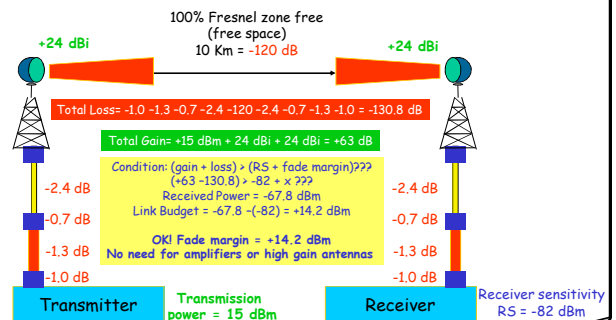 100% Fresnel zone free
(free space)
10 Km = -120 dB
+24 dBi
+24 dBi
Total Loss= -1.0 -1.3 -0.7 -2.4 -120 -2.4 -0.7 -1.3 -1.0 = -130.8 dB
Total Gain= +15 dBm + 24 dBi + 24 dBi = +63 dB
Condition: (gain + loss) > (RS + fade margin)???
(+63 -130.8) > -82 + x ???
Received Power = -67.8 dBm
Link Budget = -67.8 -(-82) = +14.2 dBm
OK! Fade margin = +14.2 dBm
No need for amplifiers or high gain antennas
-2.4 dB
-0.7 dB
-1.3 dB
-1.0 dB
-2.4 dB
-0.7 dB
-1.3 dB
-1.0 dB
Transmitter
Transmission
power = 15 dBm
Receiver
Receiver sensitivity
RS = -82 dBm